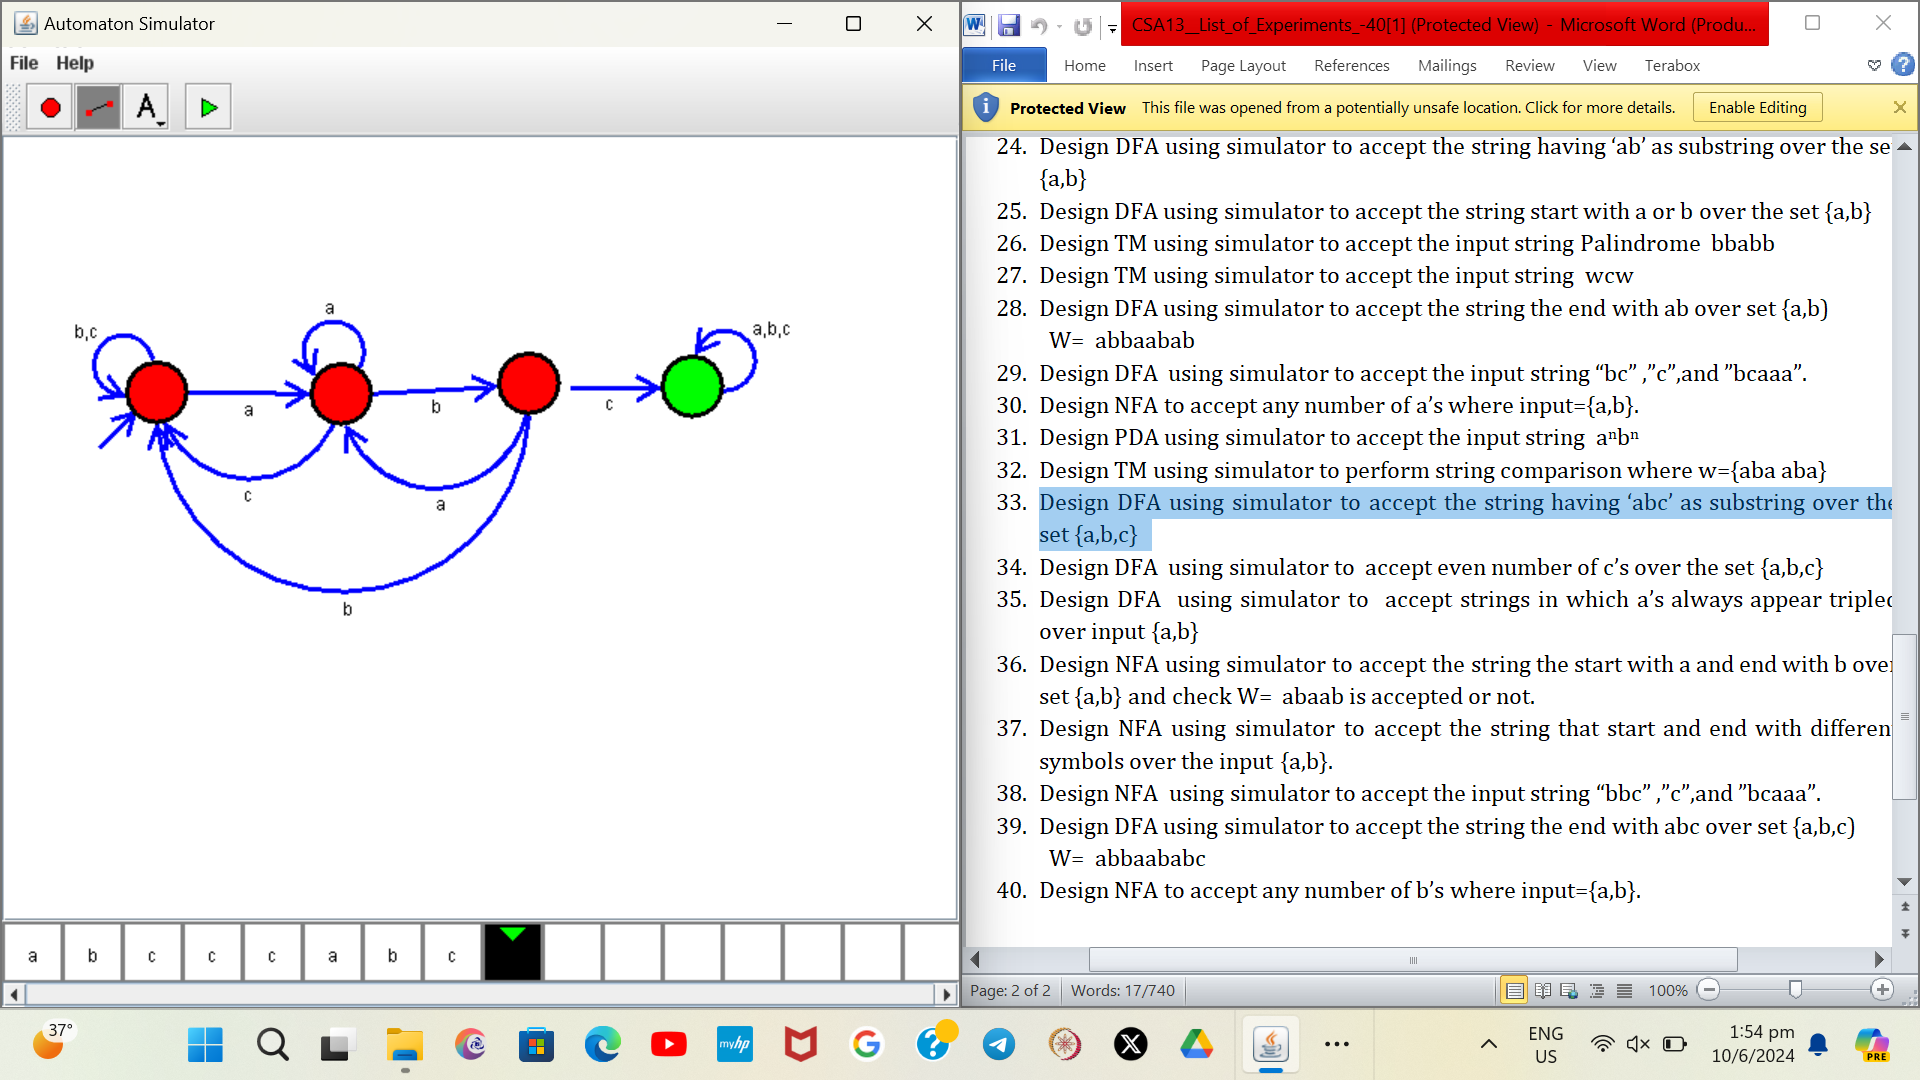 Automaton Simulator
File Help
A
b,c
a
a,b,c
a
b
c
c
a
b
a b c c c a b c
CSA13__List_of_Experiments_-40[1] (Protected View) - Microsoft Word (Produ...
File Home Insert Page Layout References Mailings Review View Terabox
Protected View This file was opened from a potentially unsafe location. Click for more details. Enable Editing
24. Design DFA using simulator to accept the string having ‘ab’ as substring over the se
{a,b}
25. Design DFA using simulator to accept the string start with a or b over the set {a,b}
26. Design TM using simulator to accept the input string Palindrome bbabb
27. Design TM using simulator to accept the input string wcw
28. Design DFA using simulator to accept the string the end with ab over set {a,b)
W= abbaabab
29. Design DFA using simulator to accept the input string “bc” ,”c”,and ”bcaaa”.
30. Design NFA to accept any number of a’s where input={a,b}.
31. Design PDA using simulator to accept the input string aⁿbⁿ
32. Design TM using simulator to perform string comparison where w={aba aba}
33. Design DFA using simulator to accept the string having ‘abc’ as substring over the
set {a,b,c}
34. Design DFA using simulator to accept even number of c’s over the set {a,b,c}
35. Design DFA using simulator to accept strings in which a’s always appear tripled
over input {a,b}
36. Design NFA using simulator to accept the string the start with a and end with b over
set {a,b} and check W= abaab is accepted or not.
37. Design NFA using simulator to accept the string that start and end with differen
symbols over the input {a,b}.
38. Design NFA using simulator to accept the input string “bbc” ,”c”,and ”bcaaa”.
39. Design DFA using simulator to accept the string the end with abc over set {a,b,c)
W= abbaababc
40. Design NFA to accept any number of b’s where input={a,b}.
Page: 2 of 2 Words: 17/740 100%
37°
myhp
ENG
US
1:54 pm
10/6/2024
PRE